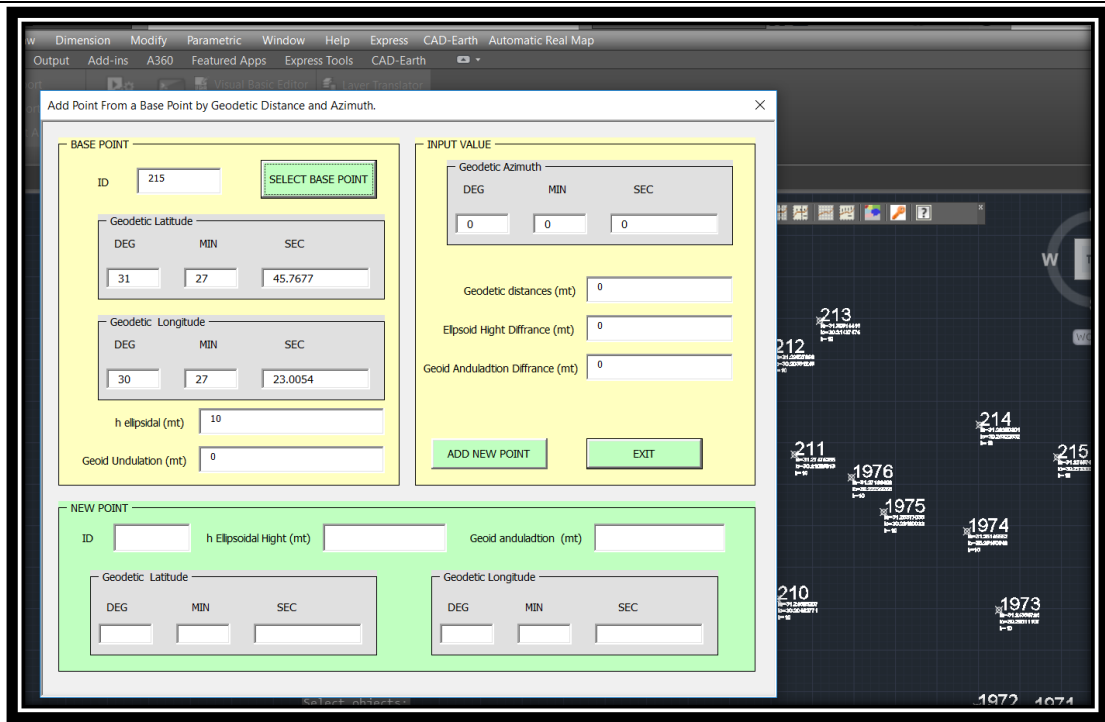 w Dimension Modify Parametric Window Help Express CAD-Earth Automatic Real Map
Output Add-ins A360 Featured Apps Express Tools CAD-Earth
Visual Basic Editor Layer Translator
Add Point From a Base Point by Geodetic Distance and Azimuth.
BASE POINT
ID 215 SELECT BASE POINT
Geodetic Latitude
DEG MIN SEC
31 27 45.7677
Geodetic Longitude
DEG MIN SEC
30 27 23.0054
h ellipsidal (mt) 10
Geoid Undulation (mt) 0
INPUT VALUE
Geodetic Azimuth
DEG MIN SEC
0 0 0
Geodetic distances (mt) 0
Ellpsoid Hight Diffrance (mt) 0
Geoid Anduladtion Diffrance (mt) 0
ADD NEW POINT EXIT
NEW POINT
ID h Ellipsoidal Hight (mt) Geoid anduladtion (mt)
Geodetic Latitude
DEG MIN SEC
Geodetic Longitude
DEG MIN SEC
W
213
212
214
211
215
1976
1975
1974
210
1973
1972 1971
Select objects: